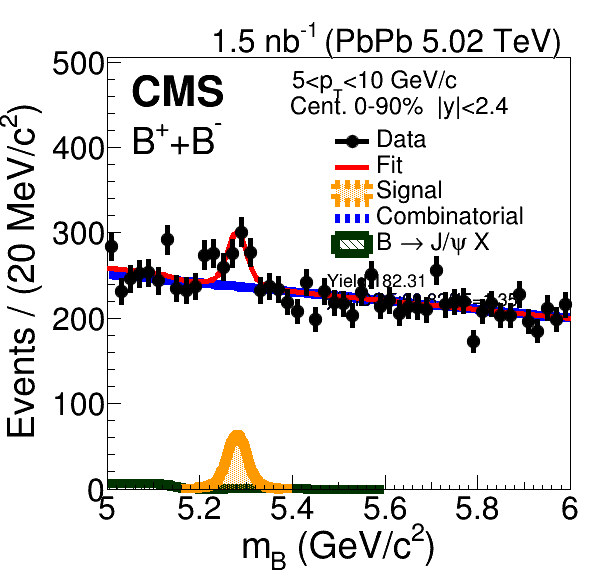 1.5 nb⁻¹ (PbPb 5.02 TeV)
CMS
B⁺+B⁻
5<p_T<10 GeV/c
Cent. 0-90% |y|<2.4
Data
Fit
Signal
Combinatorial
B → J/ψ X
Yield 182.31
Events / (20 MeV/c²)
500
400
300
200
100
0
5 5.2 5.4 5.6 5.8 6
m_B (GeV/c²)